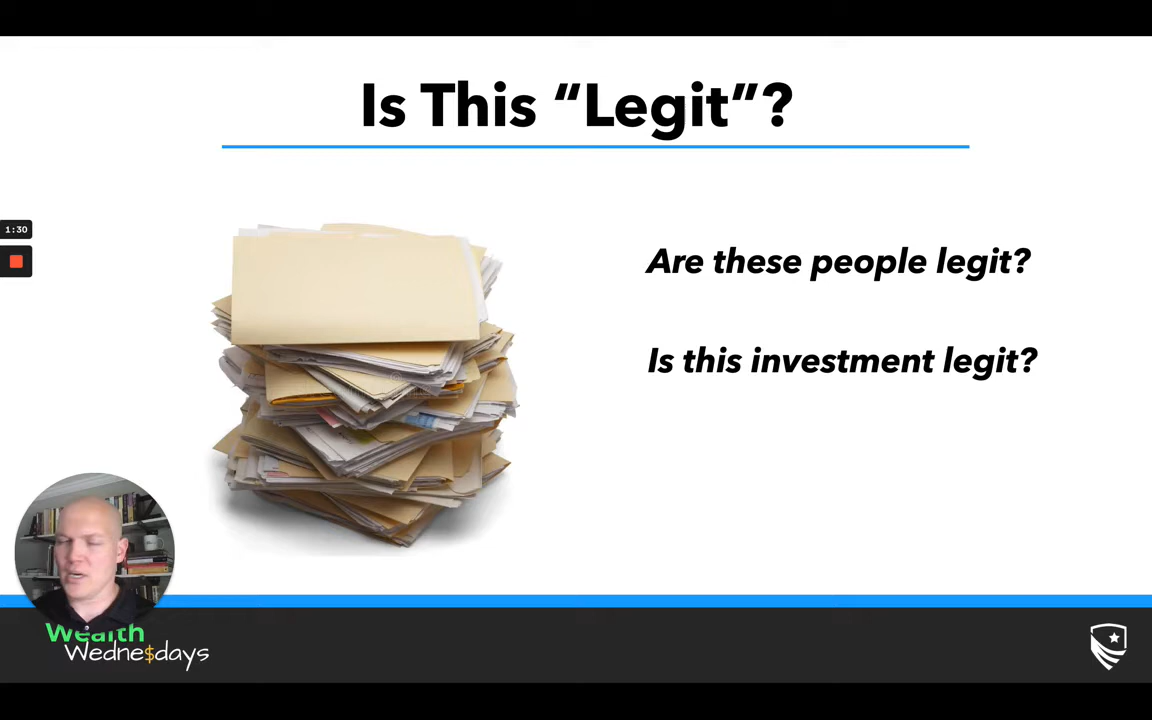 Is This “Legit”?
1:30
Are these people legit?
Is this investment legit?
Wealth
Wedne$days